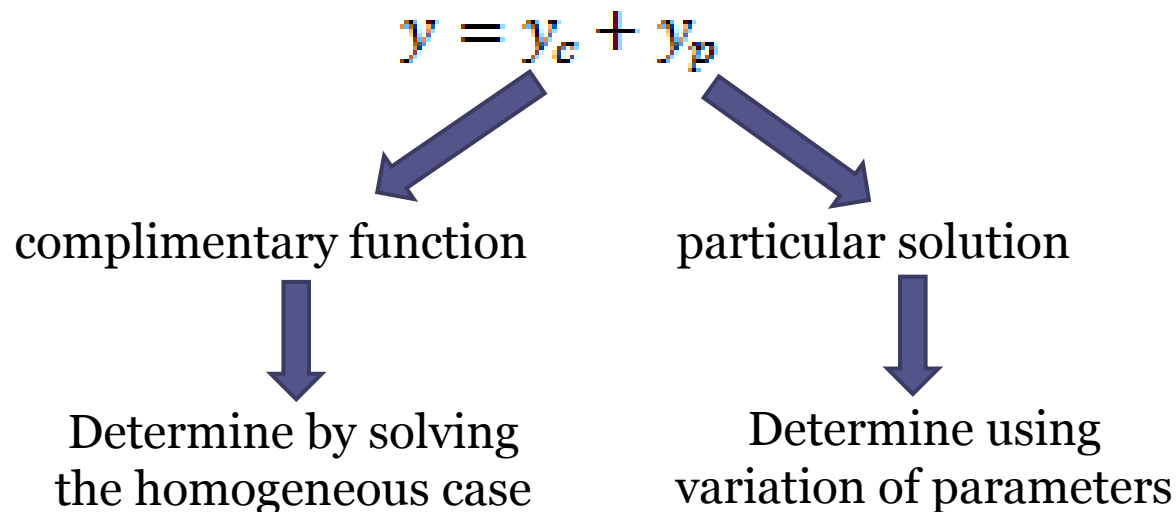 y = y_c + y_p
complimentary function
particular solution
Determine by solving
the homogeneous case
Determine using
variation of parameters